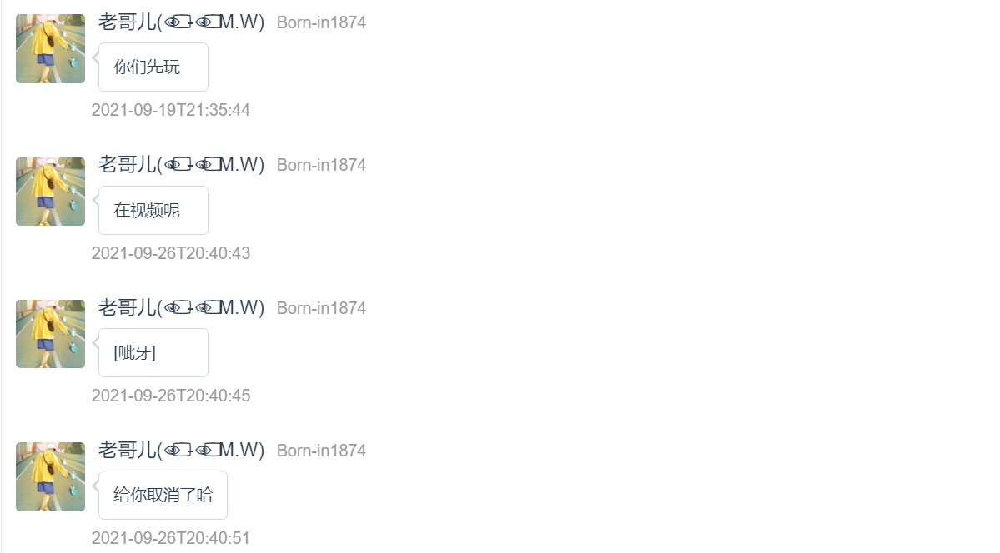 老哥儿(👁-👁M.W) Born-in1874
你们先玩
2021-09-19T21:35:44
老哥儿(👁-👁M.W) Born-in1874
在视频呢
2021-09-26T20:40:43
老哥儿(👁-👁M.W) Born-in1874
[呲牙]
2021-09-26T20:40:45
老哥儿(👁-👁M.W) Born-in1874
给你取消了哈
2021-09-26T20:40:51